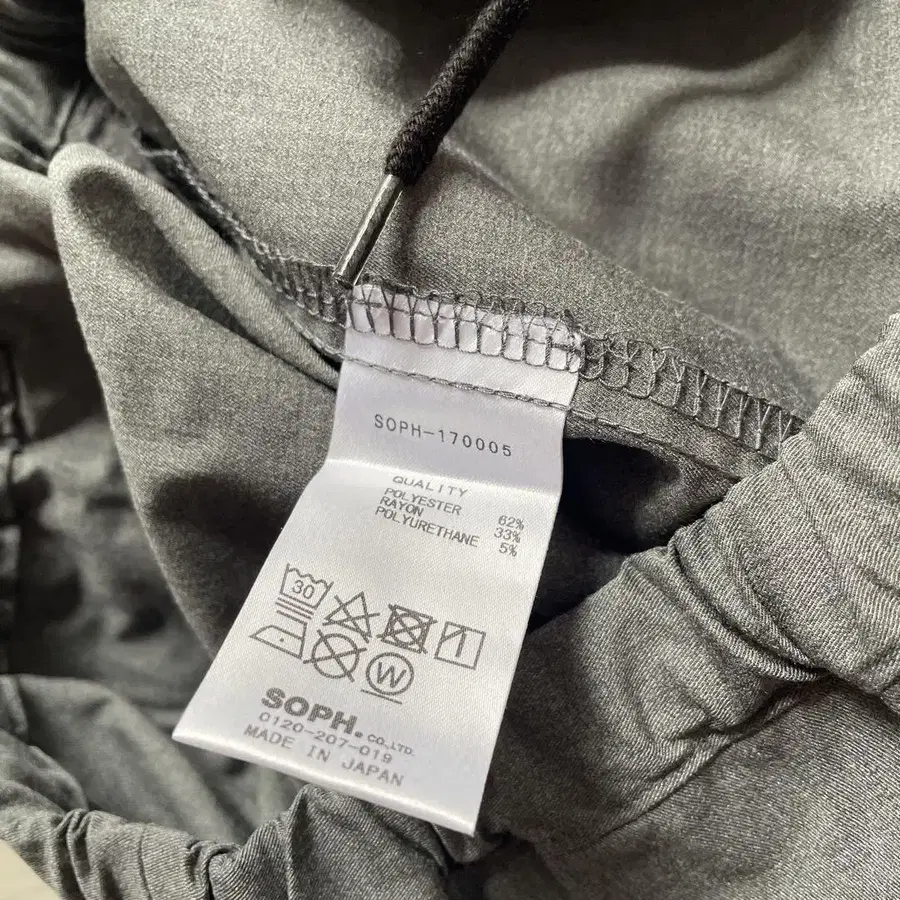 SOPH-170005
QUALITY
POLYESTER 62%
RAYON 33%
POLYURETHANE 5%
30
W
SOPH. CO.,LTD.
0120-207-019
MADE IN JAPAN